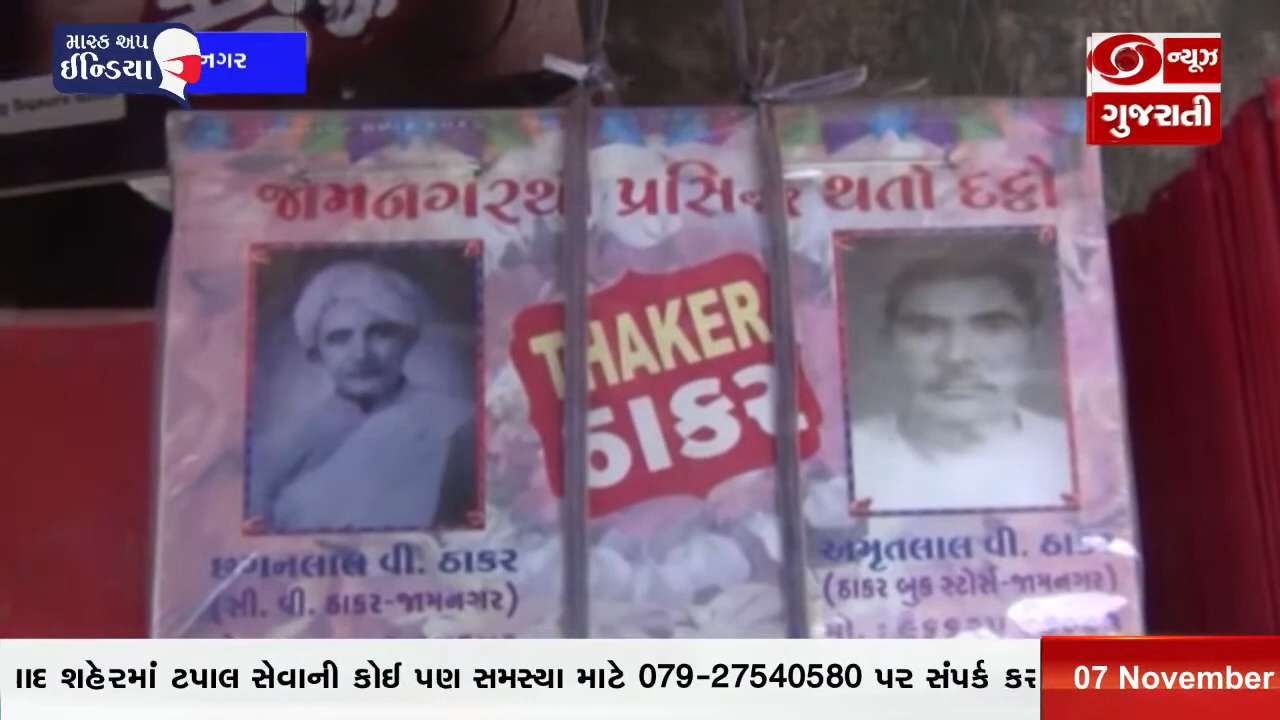 માસ્ક અપ
ઈન્ડિયા
નગર
ન્યૂઝ
ગુજરાતી
જામનગરથી પ્રસિધ્ધ થતો દટ્ટો
THAKER
ઠાકર
છગનલાલ વી. ઠાકર
(સી. વી. ઠાકર-જામનગર)
અમૃતલાલ વી. ઠાકર
(ઠાકર બુક સ્ટોર્સ-જામનગર)
શહેરમાં ટપાલ સેવાની કોઈ પણ સમસ્યા માટે 079-27540580 પર સંપર્ક
07 November